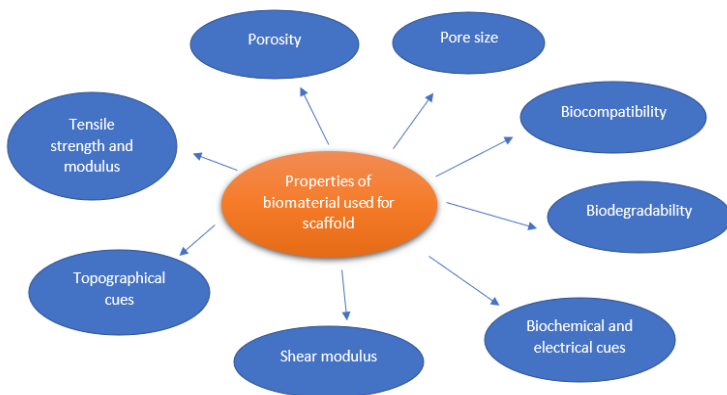 Porosity
Pore size
Tensile
strength and
modulus
Biocompatibility
Properties of
biomaterial used for
scaffold
Biodegradability
Topographical
cues
Biochemical and
electrical cues
Shear modulus